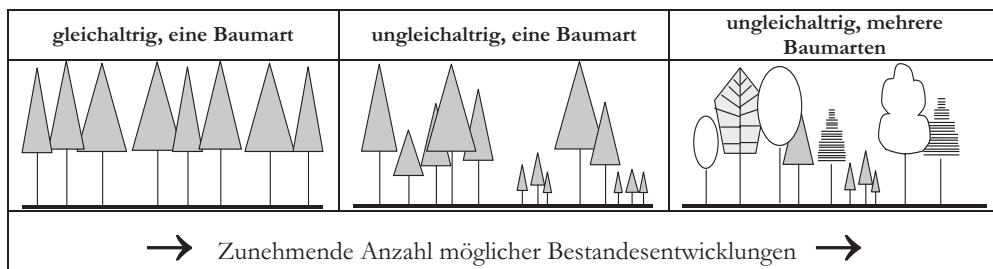 gleichaltrig, eine Baumart
ungleichaltrig, eine Baumart
ungleichaltrig, mehrere
Baumarten
→ Zunehmende Anzahl möglicher Bestandesentwicklungen →